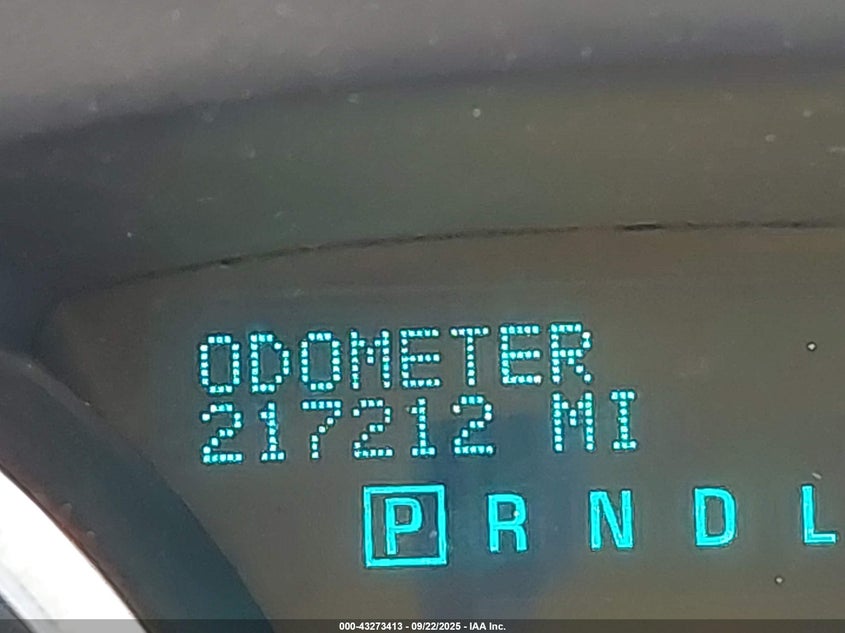 ODOMETER
217212 MI
P R N D L
000-43273413 - 09/22/2025 - IAA Inc.